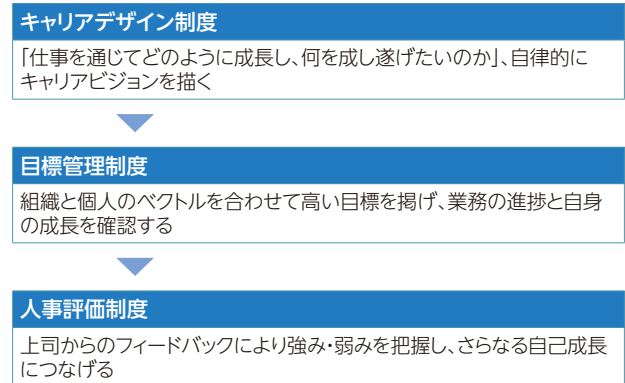 キャリアデザイン制度
「仕事を通じてどのように成長し、何を成し遂げたいのか」、自律的に
キャリアビジョンを描く
目標管理制度
組織と個人のベクトルを合わせて高い目標を掲げ、業務の進捗と自身
の成長を確認する
人事評価制度
上司からのフィードバックにより強み・弱みを把握し、さらなる自己成長
につなげる